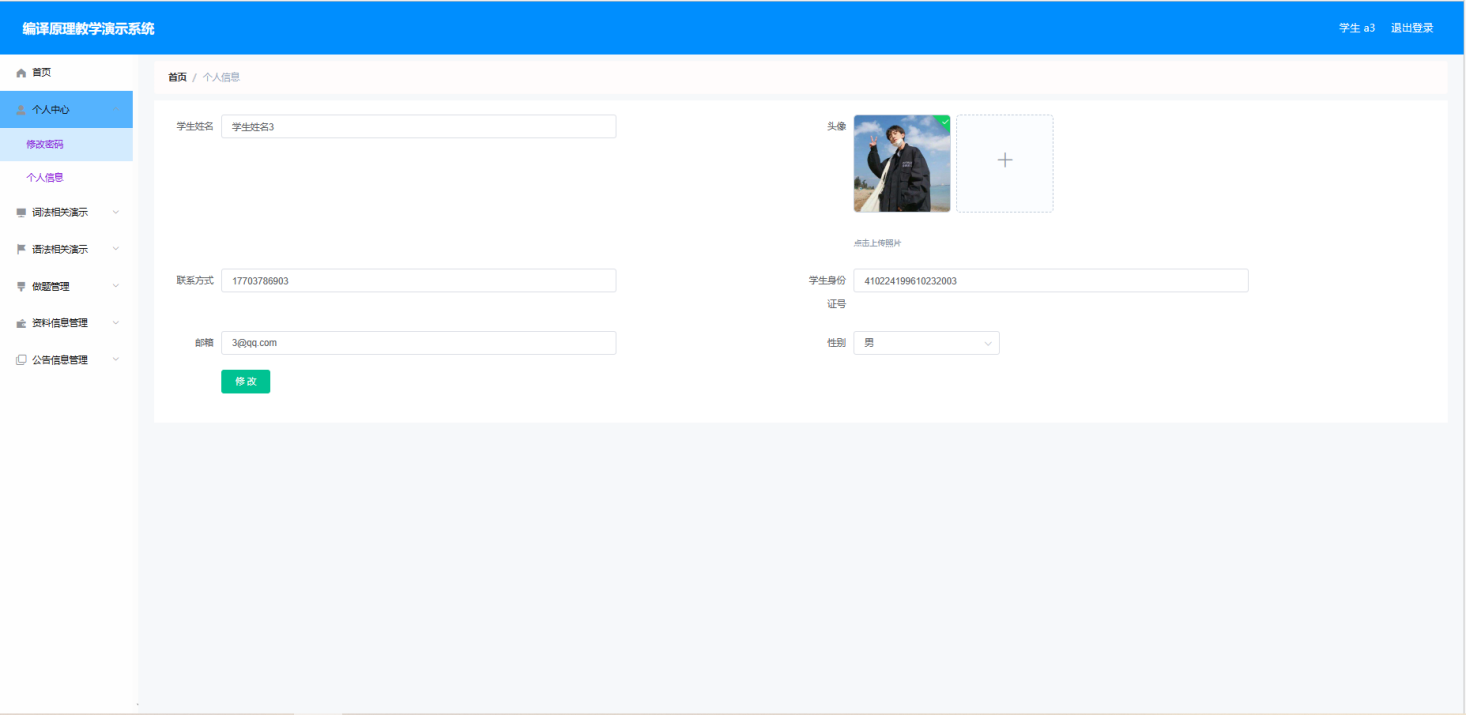 编译原理教学演示系统
学生 a3 退出登录
首页
首页 / 个人信息
个人中心
修改密码
个人信息
词法相关演示
语法相关演示
做题管理
资料信息管理
公告信息管理
学生姓名 学生姓名3
头像
点击上传照片
联系方式 17703786903
学生身份 410224199610232003
证号
邮箱 3@qq.com
性别 男
修改